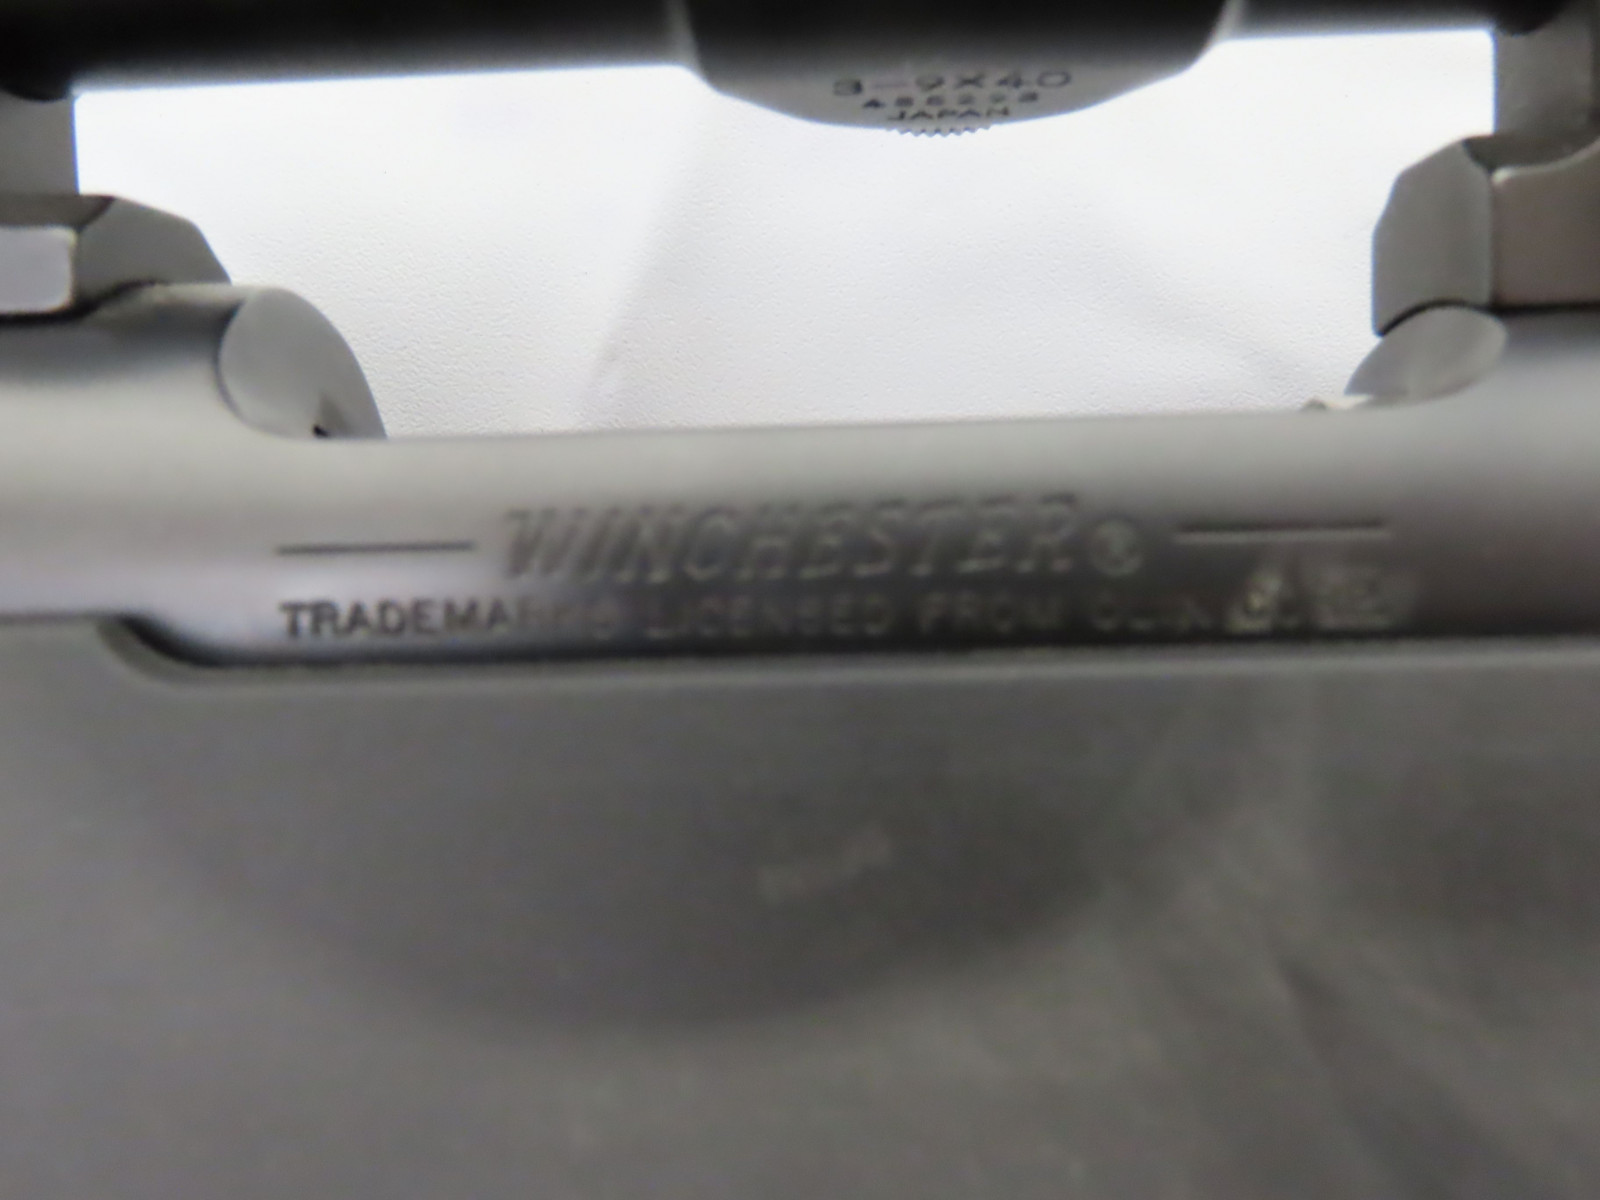 3-9X40
JAPAN
WINCHESTER®
TRADEMARKS LICENSED FROM OLIN